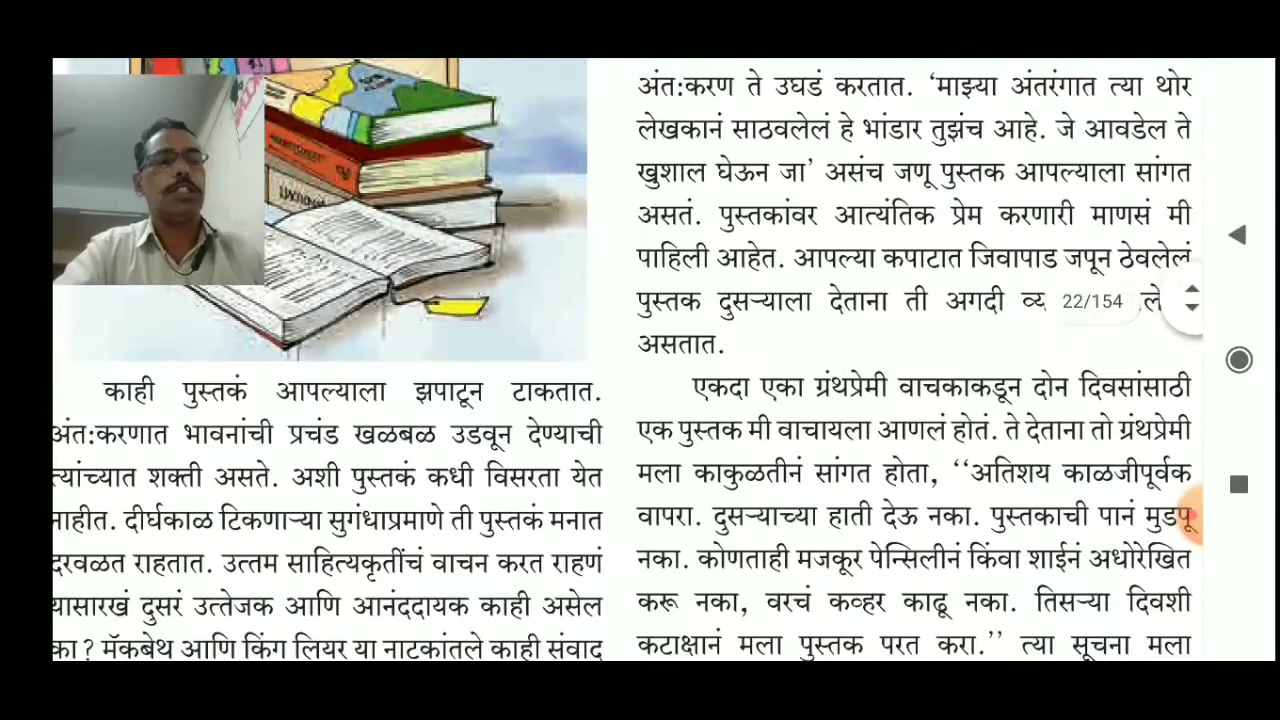 काही पुस्तकं आपल्याला झपाटून टाकतात.
अंत:करणात भावनांची प्रचंड खळबळ उडवून देण्याची
त्यांच्यात शक्ती असते. अशी पुस्तकं कधी विसरता येत
नाहीत. दीर्घकाळ टिकणाऱ्या सुगंधाप्रमाणे ती पुस्तकं मनात
दरवळत राहतात. उत्तम साहित्यकृतींचं वाचन करत राहणं
यासारखं दुसरं उत्तेजक आणि आनंददायक काही असेल
का? मॅकबेथ आणि किंग लियर या नाटकांतले काही संवाद
अंत:करण ते उघडं करतात. ‘माझ्या अंतरंगात त्या थोर
लेखकानं साठवलेलं हे भांडार तुझंच आहे. जे आवडेल ते
खुशाल घेऊन जा’ असंच जणू पुस्तक आपल्याला सांगत
असतं. पुस्तकांवर आत्यंतिक प्रेम करणारी माणसं मी
पाहिली आहेत. आपल्या कपाटात जिवापाड जपून ठेवलेलं
पुस्तक दुसऱ्याला देताना ती अगदी
22/154
असतात.
एकदा एका ग्रंथप्रेमी वाचकाकडून दोन दिवसांसाठी
एक पुस्तक मी वाचायला आणलं होतं. ते देताना तो ग्रंथप्रेमी
मला काकुळतीनं सांगत होता, ‘‘अतिशय काळजीपूर्वक
वापरा. दुसऱ्याच्या हाती देऊ नका. पुस्तकाची पानं मुडपू
नका. कोणताही मजकूर पेन्सिलीनं किंवा शाईनं अधोरेखित
करू नका, वरचं कव्हर काढू नका. तिसऱ्या दिवशी
कटाक्षानं मला पुस्तक परत करा.’’ त्या सूचना मला